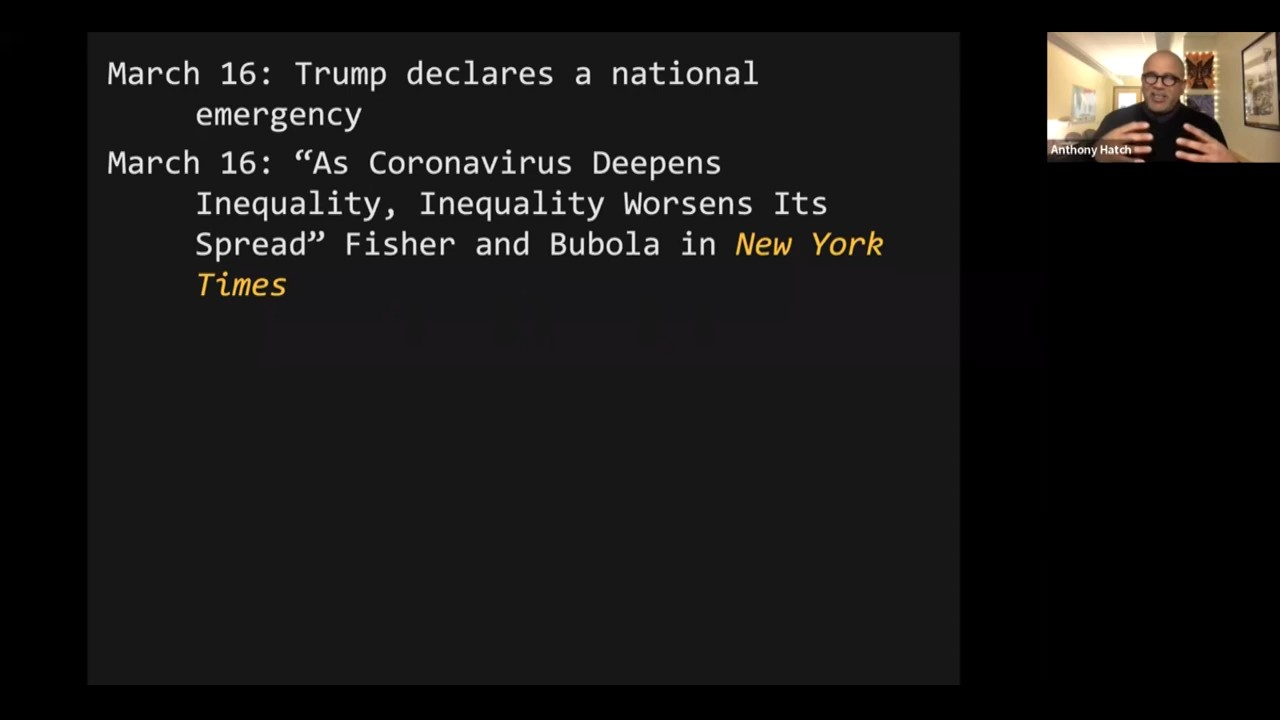 March 16: Trump declares a national
emergency
March 16: “As Coronavirus Deepens
Inequality, Inequality Worsens Its
Spread” Fisher and Bubola in New York
Times
Anthony Hatch